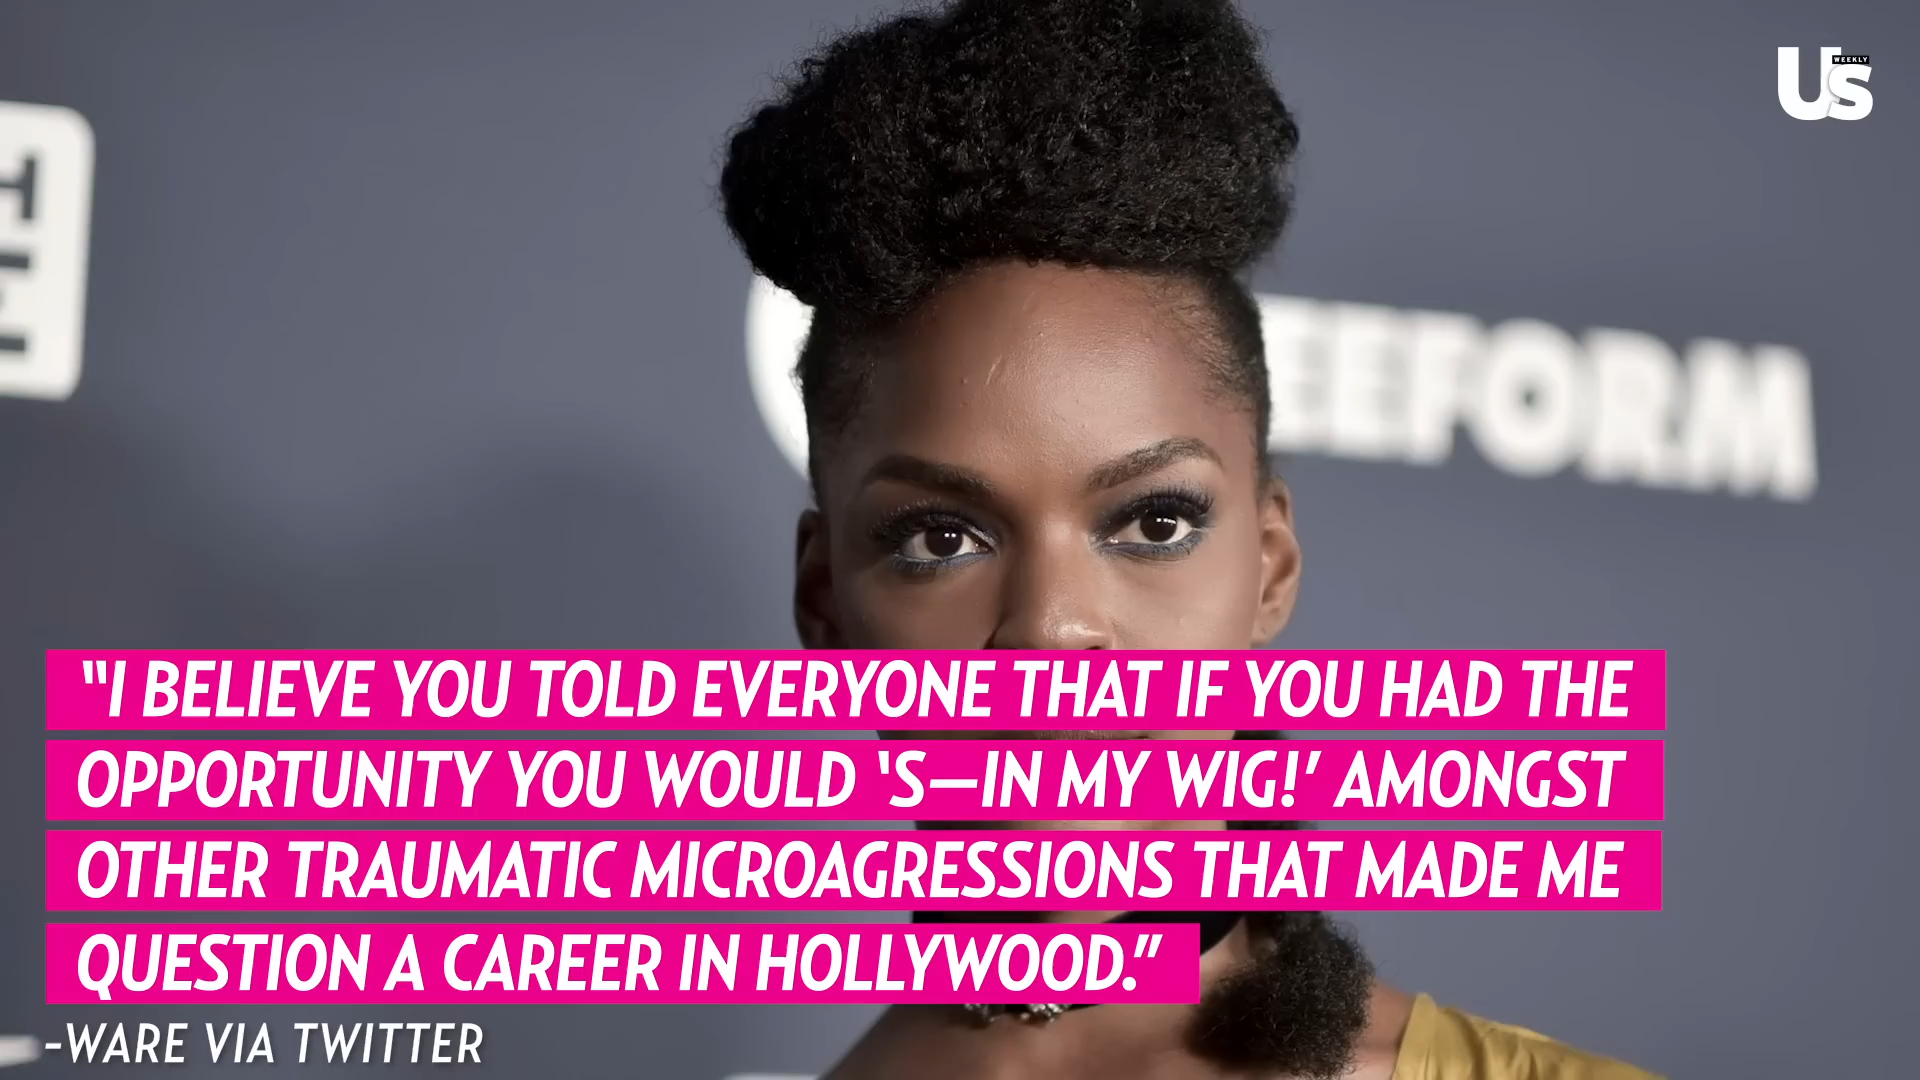 Us
WEEKLY
EEFORM
“I BELIEVE YOU TOLD EVERYONE THAT IF YOU HAD THE
OPPORTUNITY YOU WOULD ‘S—IN MY WIG!’ AMONGST
OTHER TRAUMATIC MICROAGRESSIONS THAT MADE ME
QUESTION A CAREER IN HOLLYWOOD.”
-WARE VIA TWITTER